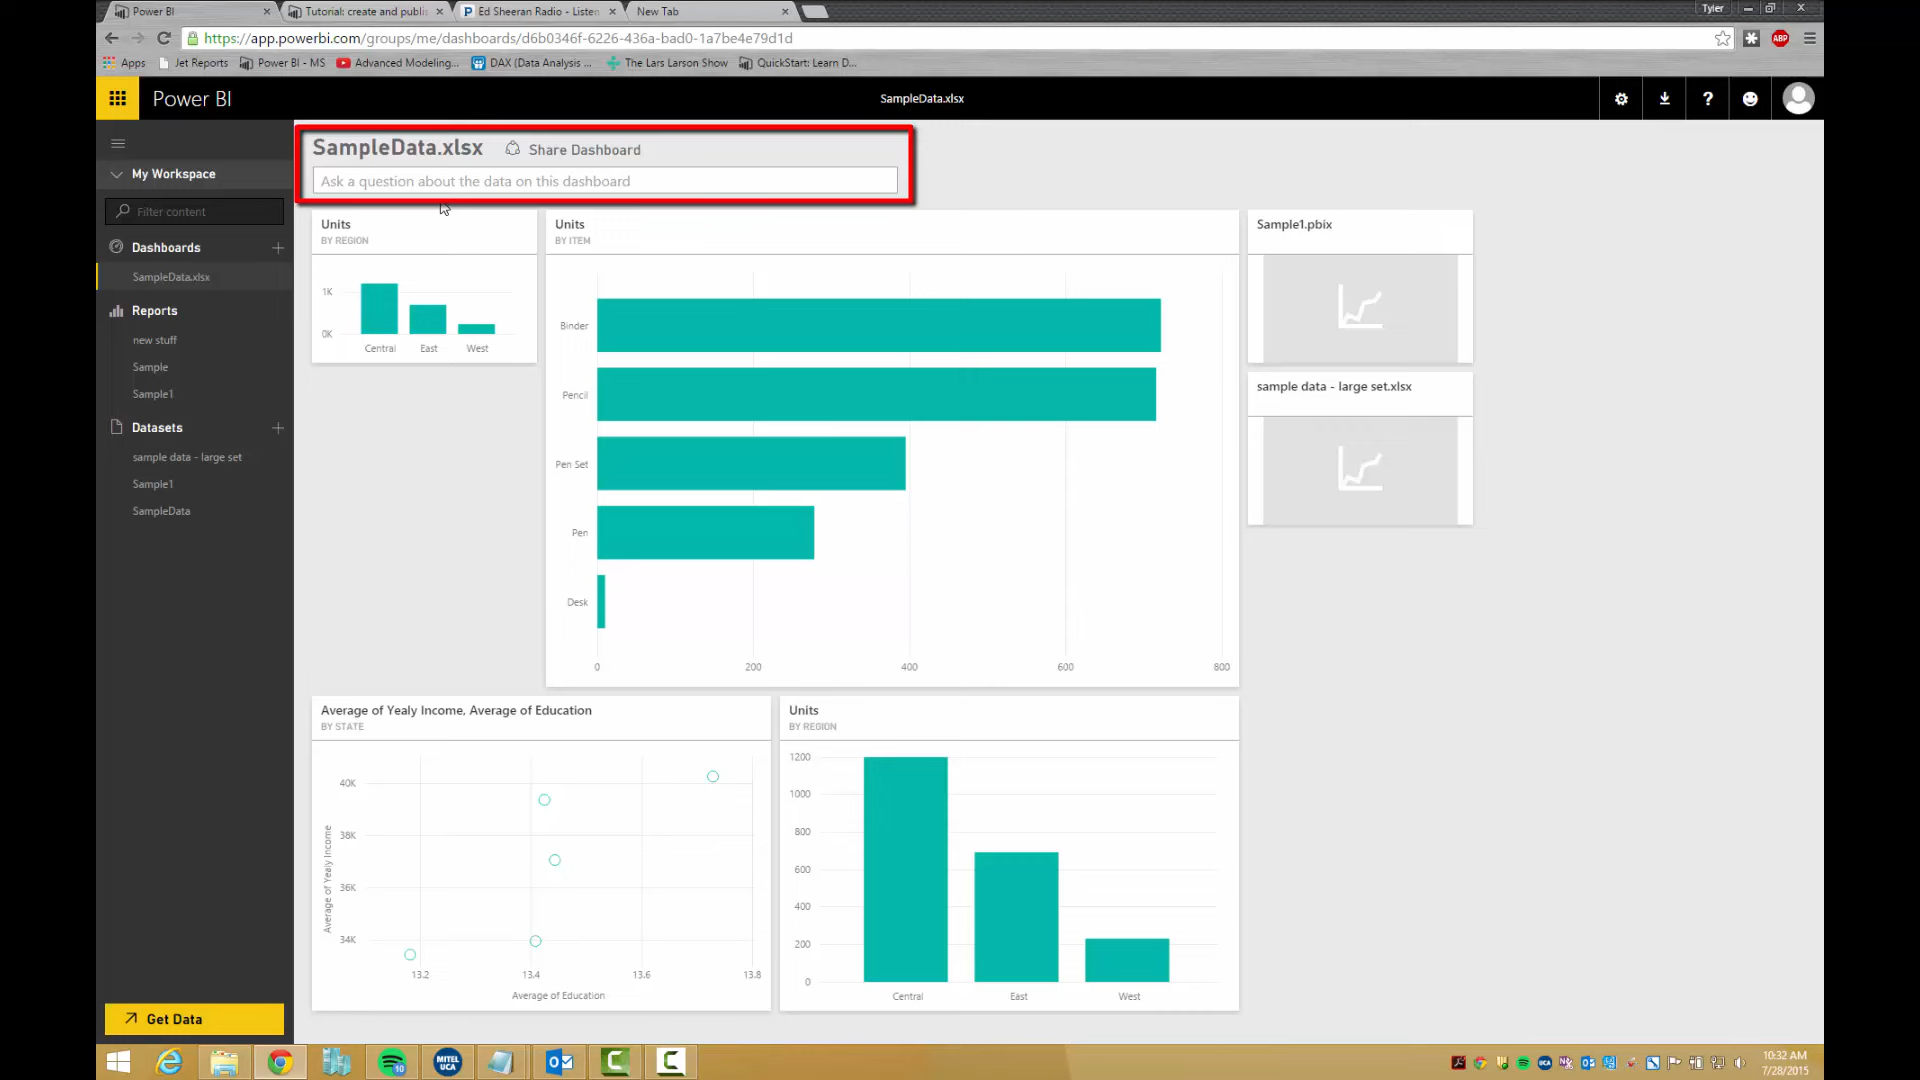 Power BI
Tutorial: create and publis
Ed Sheeran Radio - Listen
New Tab
Tyler
https://app.powerbi.com/groups/me/dashboards/d6b0346f-6226-436a-bad0-1a7be4e79d1d
ABP
Apps
Jet Reports
Power BI - MS
Advanced Modeling...
DAX (Data Analysis ...
The Lars Larson Show
QuickStart: Learn D...
Power BI
SampleData.xlsx
?
My Workspace
Filter content
Dashboards
SampleData.xlsx
Reports
new stuff
Sample
Sample1
Datasets
sample data - large set
Sample1
SampleData
Get Data
SampleData.xlsx
Share Dashboard
Ask a question about the data on this dashboard
Units
BY REGION
1K
0K
Central East West
Units
BY ITEM
Binder
Pencil
Pen Set
Pen
Desk
0 200 400 600 800
Sample1.pbix
sample data - large set.xlsx
Average of Yealy Income, Average of Education
BY STATE
Average of Yealy Income
40K
38K
36K
34K
13.2 13.4 13.6 13.8
Average of Education
Units
BY REGION
1200
1000
800
600
400
200
0
Central East West
10
MITEL
UCA
10:32 AM
7/28/2015